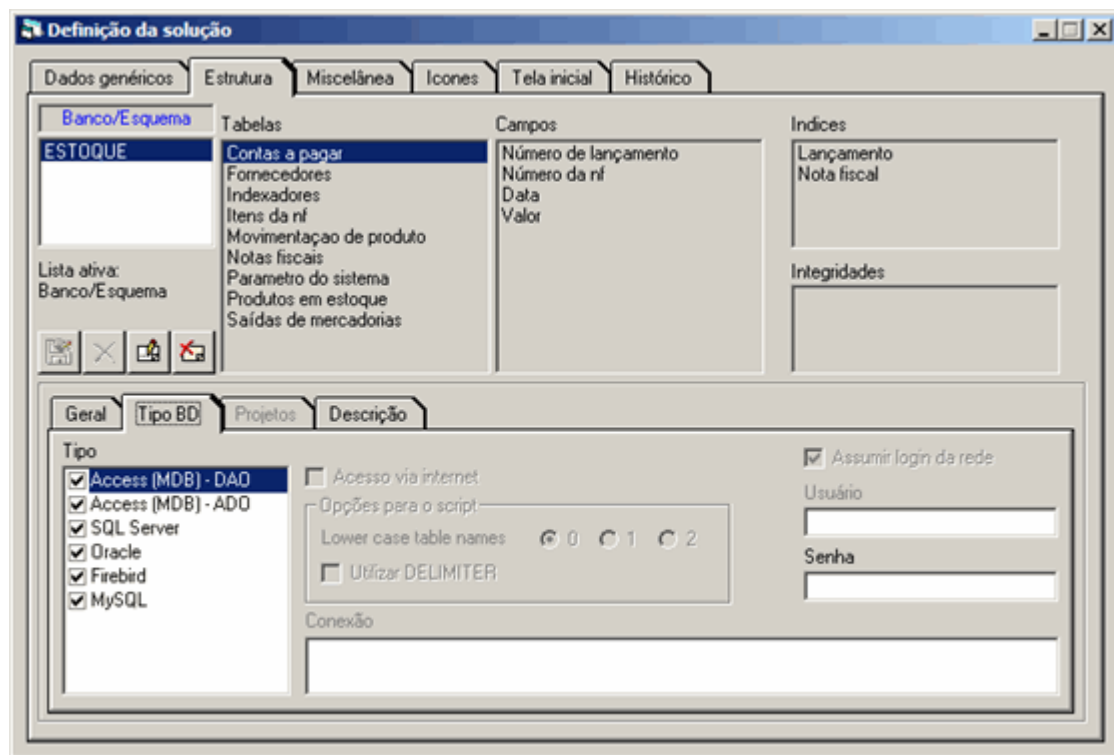 Definição da solução
Dados genéricos Estrutura Miscelânea Icones Tela inicial Histórico
Banco/Esquema
ESTOQUE
Lista ativa:
Banco/Esquema
Tabelas
Contas a pagar
Fornecedores
Indexadores
Itens da nf
Movimentaçao de produto
Notas fiscais
Parametro do sistema
Produtos em estoque
Saídas de mercadorias
Campos
Número de lançamento
Número da nf
Data
Valor
Indices
Lançamento
Nota fiscal
Integridades
Geral Tipo BD Projetos Descrição
Tipo
Access (MDB) - DAO
Access (MDB) - ADO
SQL Server
Oracle
Firebird
MySQL
Acesso via internet
Opções para o script
Lower case table names 0 1 2
Utilizar DELIMITER
Conexão
Assumir login da rede
Usuário
Senha